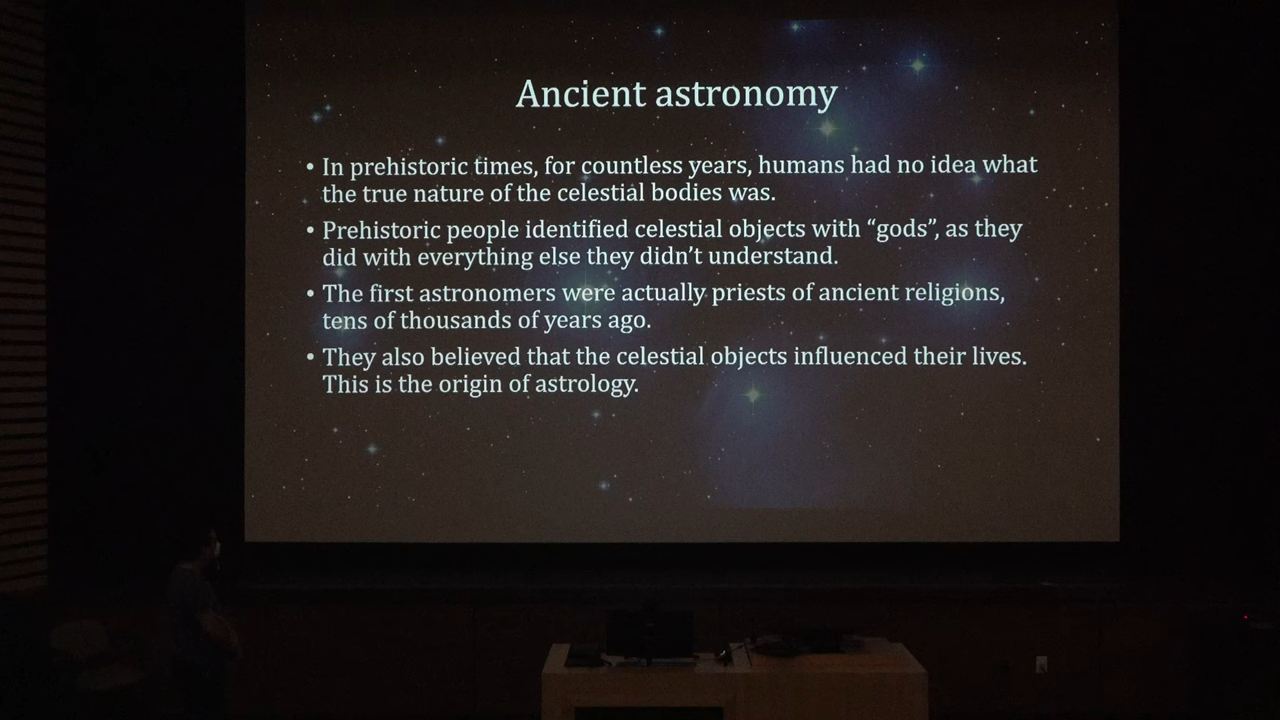 Ancient astronomy
• In prehistoric times, for countless years, humans had no idea what
the true nature of the celestial bodies was.
• Prehistoric people identified celestial objects with “gods”, as they
did with everything else they didn’t understand.
• The first astronomers were actually priests of ancient religions,
tens of thousands of years ago.
• They also believed that the celestial objects influenced their lives.
This is the origin of astrology.